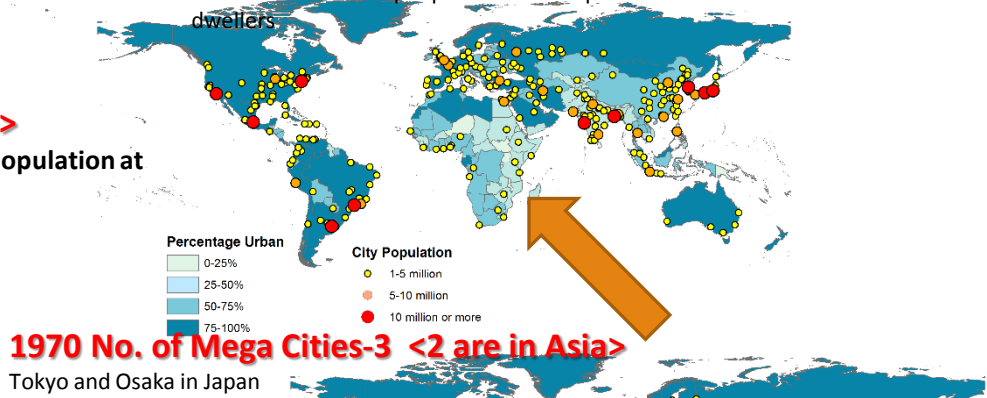 dwellers
>
opulation at
Percentage Urban
0-25%
25-50%
50-75%
75-100%
City Population
1-5 million
5-10 million
10 million or more
1970 No. of Mega Cities-3 <2 are in Asia>
Tokyo and Osaka in Japan